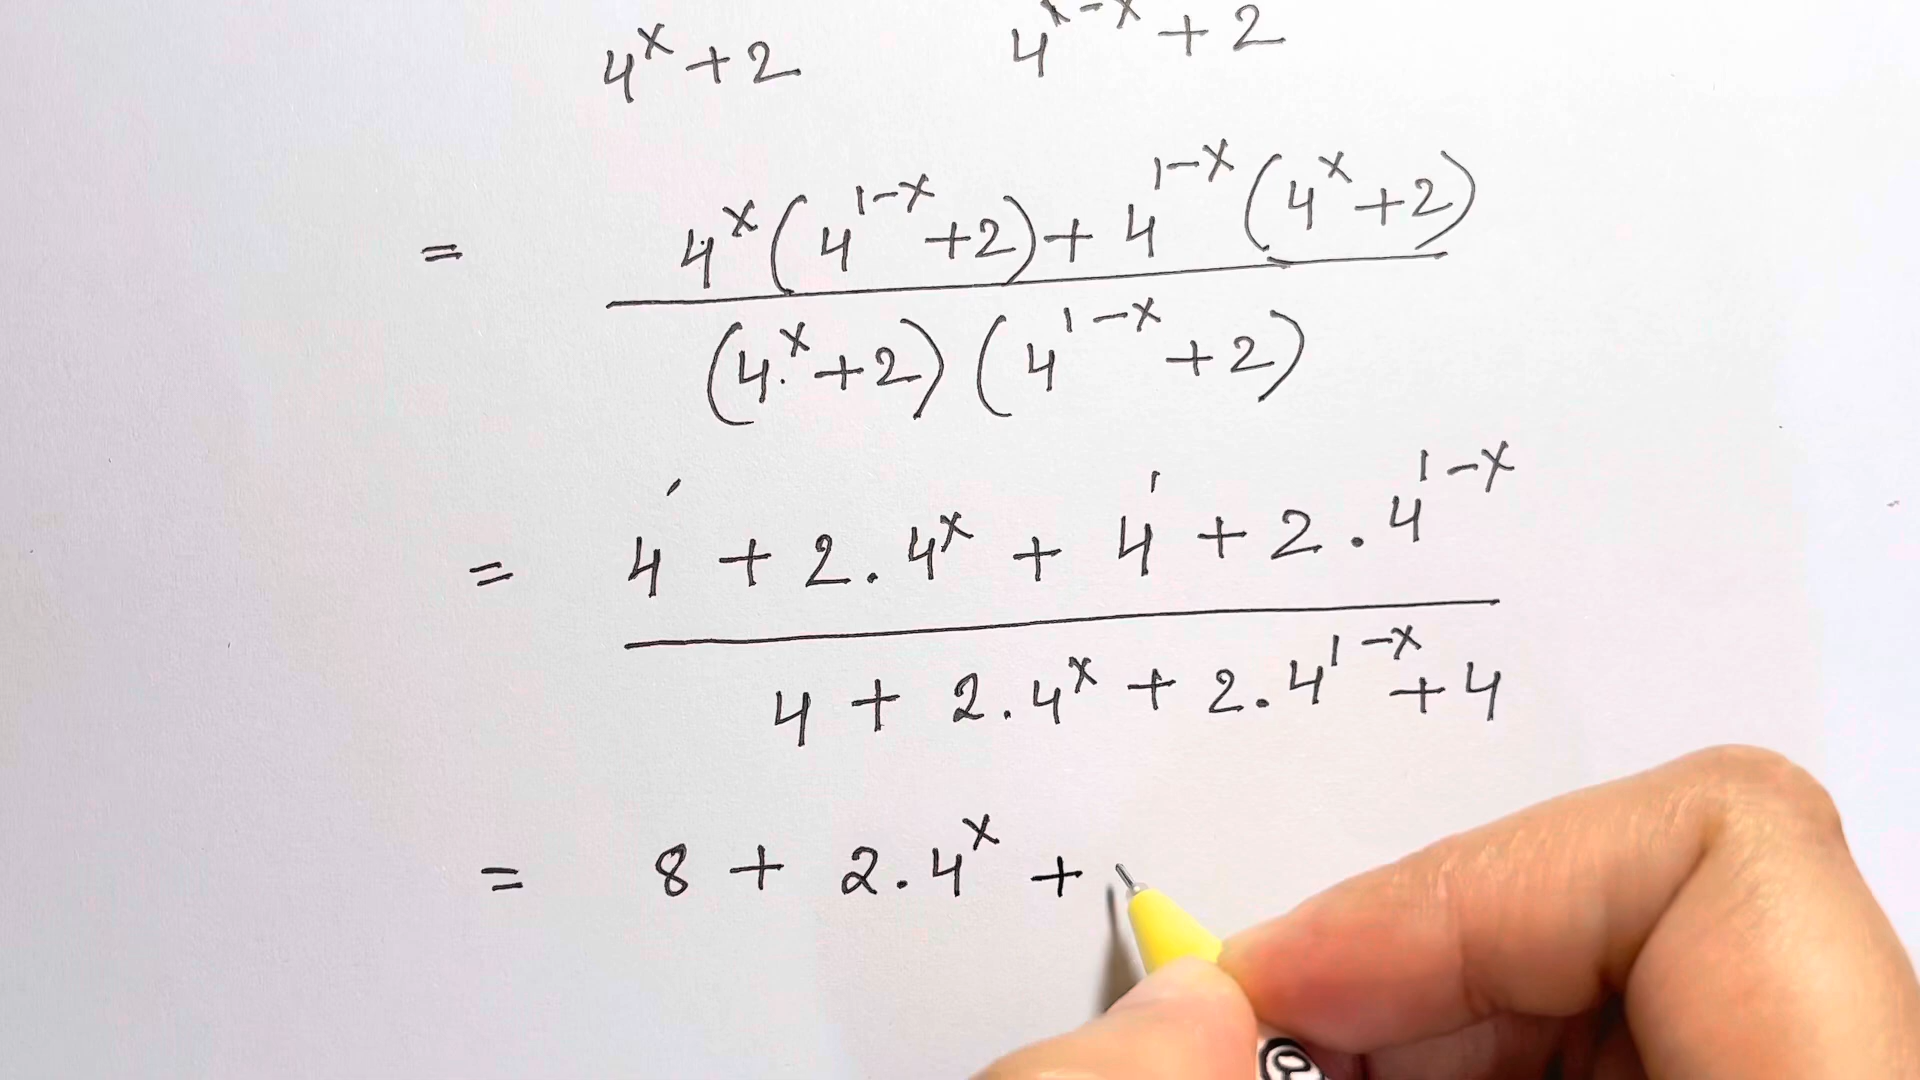 4^x + 2    4^{1-x} + 2
= 4^x (4^{1-x} + 2) + 4^{1-x} (4^x + 2)
(4^x + 2) (4^{1-x} + 2)
= 4^1 + 2 . 4^x + 4^1 + 2 . 4^{1-x}
4 + 2 . 4^x + 2 . 4^{1-x} + 4
= 8 + 2 . 4^x +